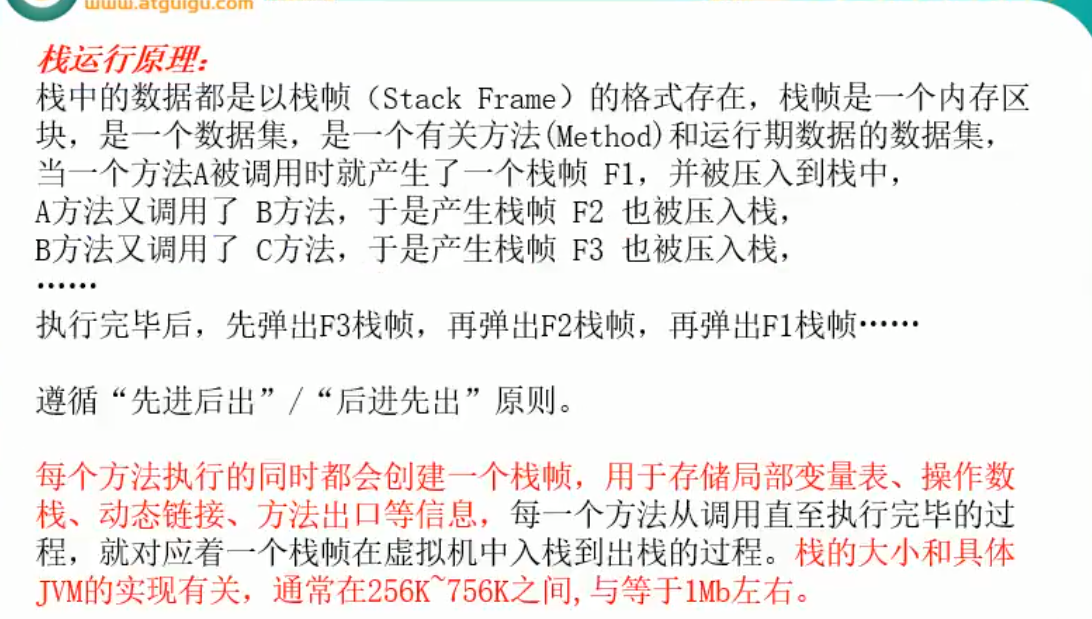 www.atguigu.com
栈运行原理：
栈中的数据都是以栈帧（Stack Frame）的格式存在，栈帧是一个内存区
块，是一个数据集，是一个有关方法(Method)和运行期数据的数据集，
当一个方法A被调用时就产生了一个栈帧 F1，并被压入到栈中，
A方法又调用了 B方法，于是产生栈帧 F2 也被压入栈，
B方法又调用了 C方法，于是产生栈帧 F3 也被压入栈，
……
执行完毕后，先弹出F3栈帧，再弹出F2栈帧，再弹出F1栈帧……
遵循“先进后出”/“后进先出”原则。
每个方法执行的同时都会创建一个栈帧，用于存储局部变量表、操作数
栈、动态链接、方法出口等信息，每一个方法从调用直至执行完毕的过
程，就对应着一个栈帧在虚拟机中入栈到出栈的过程。栈的大小和具体
JVM的实现有关，通常在256K~756K之间,与等于1Mb左右。